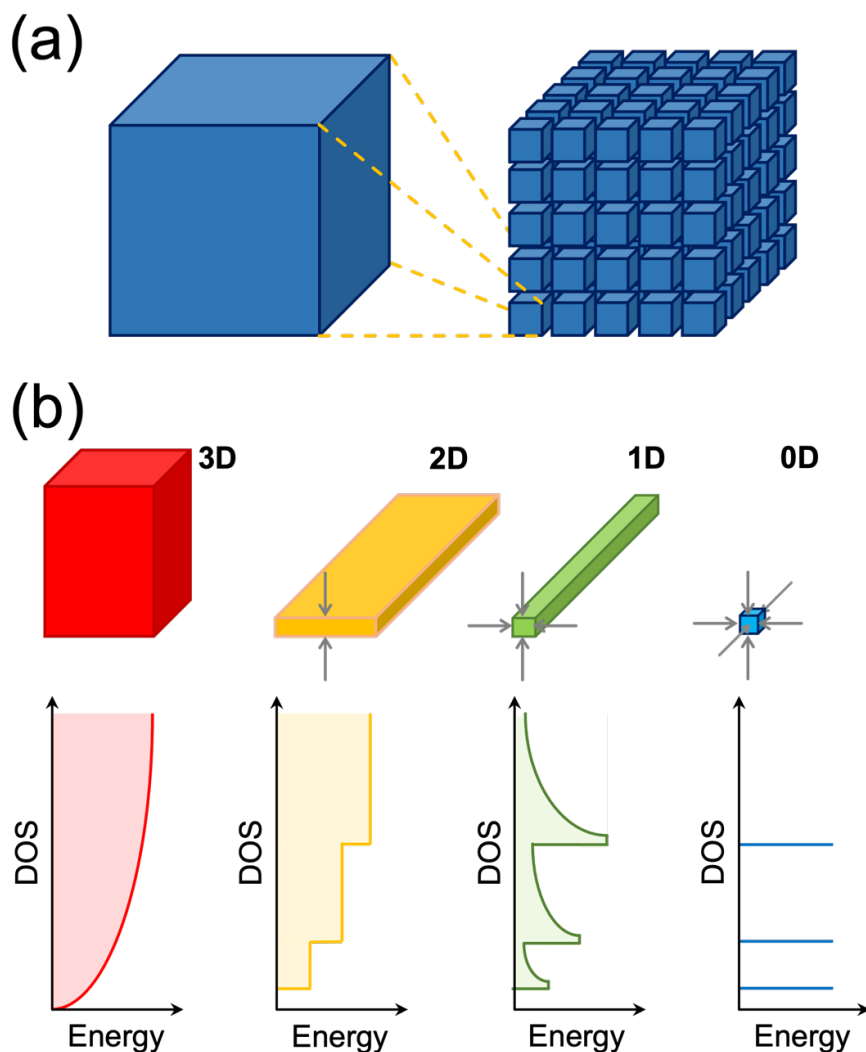 (a)
(b)
3D
2D
1D
0D
DOS
DOS
DOS
DOS
Energy
Energy
Energy
Energy